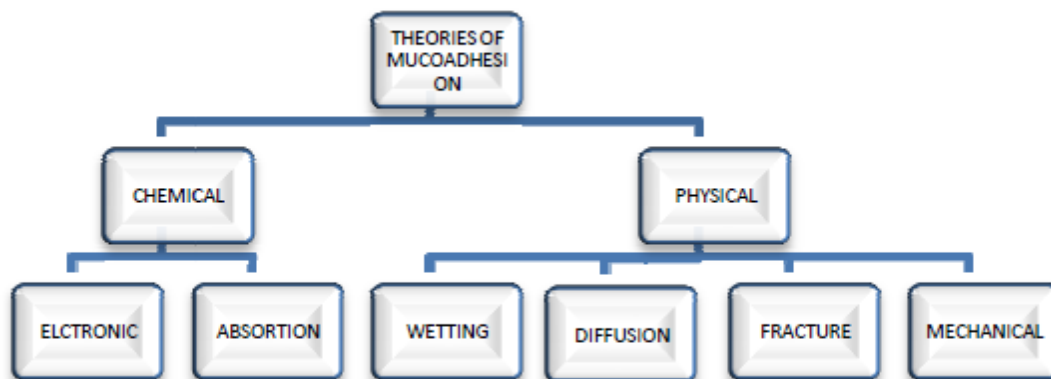 THEORIES OF
MUCOADHESI
ON
CHEMICAL
PHYSICAL
ELCTRONIC
ABSORTION
WETTING
DIFFUSION
FRACTURE
MECHANICAL